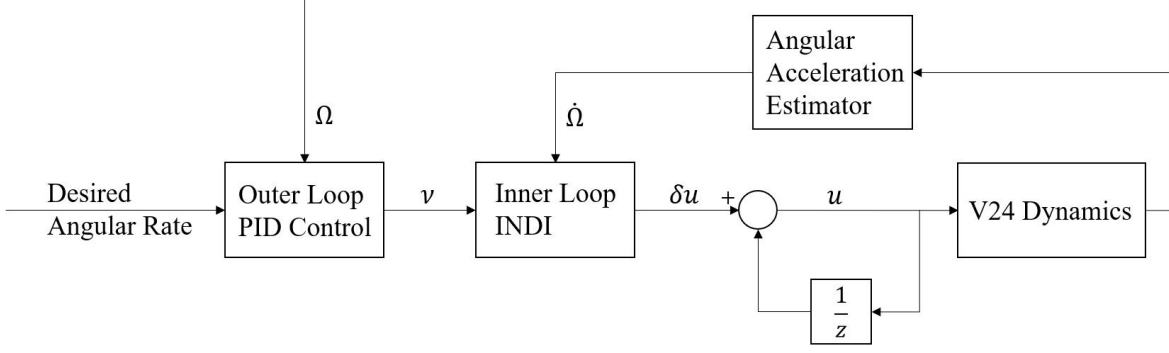 Angular
Acceleration
Estimator
Ω
Ω̇
Desired
Angular Rate
Outer Loop
PID Control
ν
Inner Loop
INDI
δu
+
u
V24 Dynamics
1
z